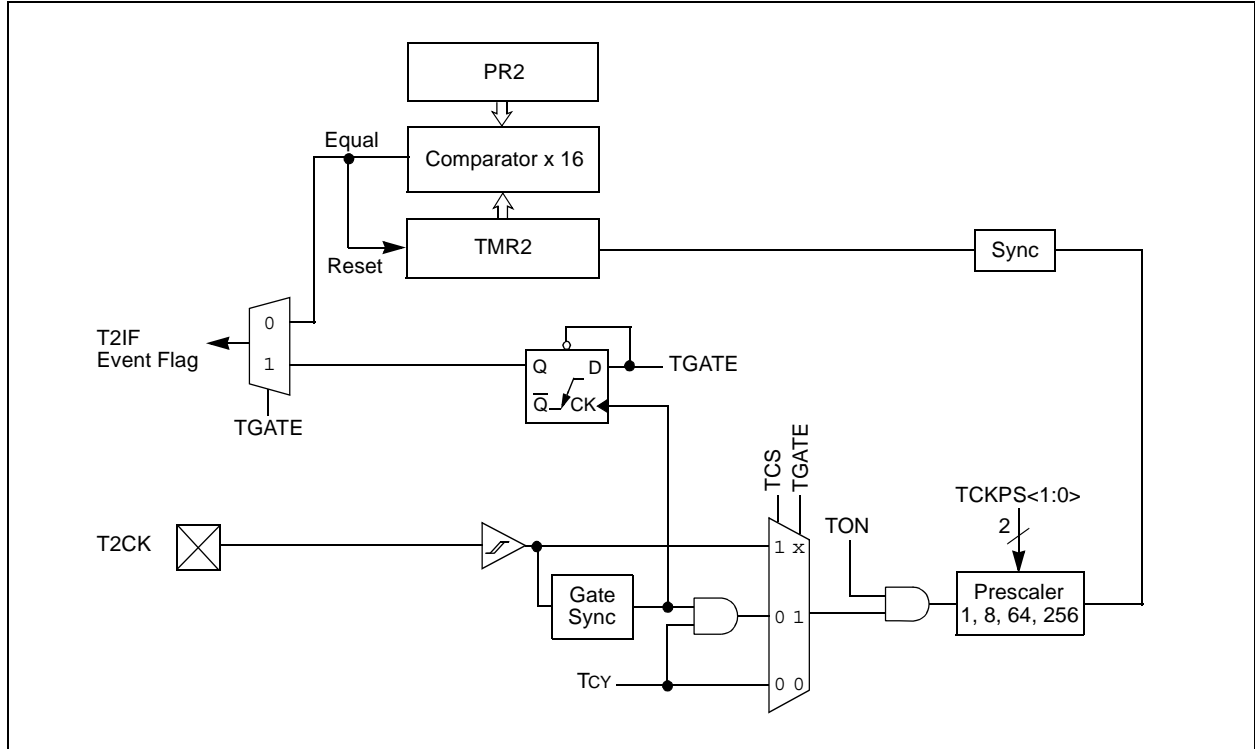 PR2
Equal
Comparator x 16
TMR2
Reset
Sync
0
T2IF
Event Flag
1
Q
D
TGATE
Q̅
CK
TGATE
TCS
TGATE
TCKPS<1:0>
2
TON
T2CK
1 x
Gate
Sync
0 1
Prescaler
1, 8, 64, 256
TCY
0 0